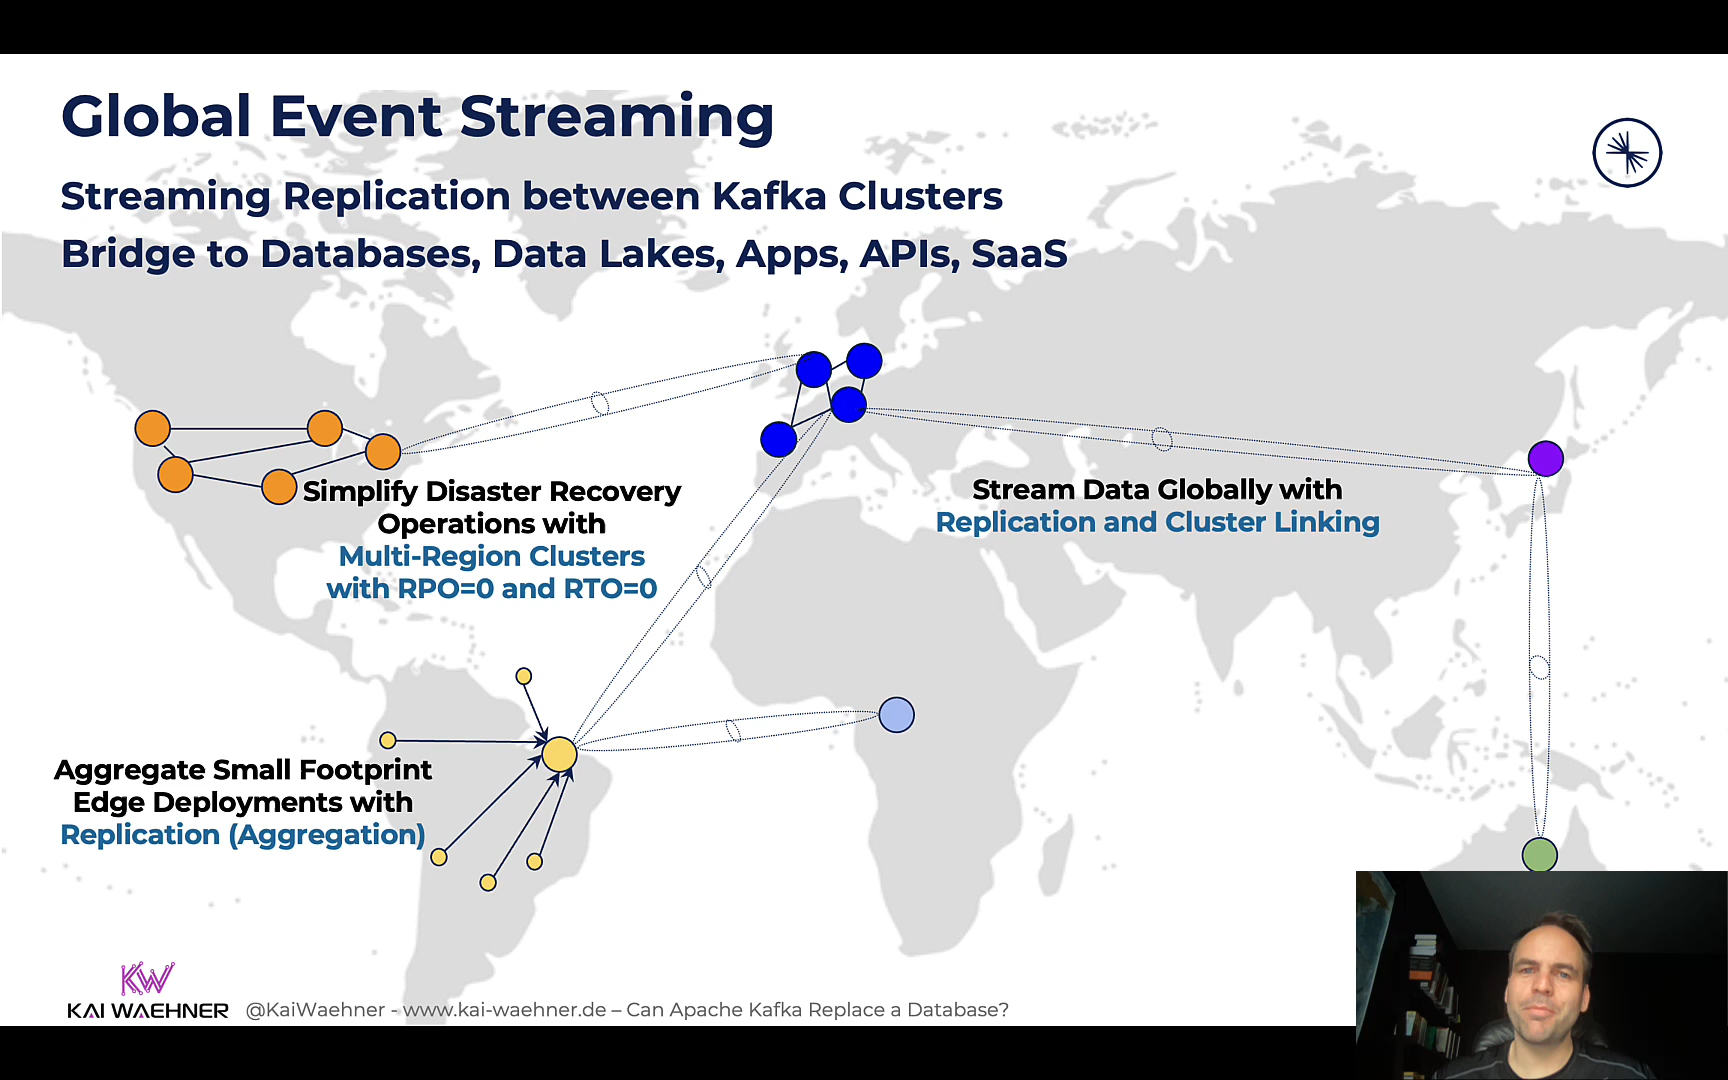 Global Event Streaming
Streaming Replication between Kafka Clusters
Bridge to Databases, Data Lakes, Apps, APIs, SaaS
Simplify Disaster Recovery
Operations with
Multi-Region Clusters
with RPO=0 and RTO=0
Stream Data Globally with
Replication and Cluster Linking
Aggregate Small Footprint
Edge Deployments with
Replication (Aggregation)
KW
KAI WAEHNER
@KaiWaehner - www.kai-waehner.de – Can Apache Kafka Replace a Database?